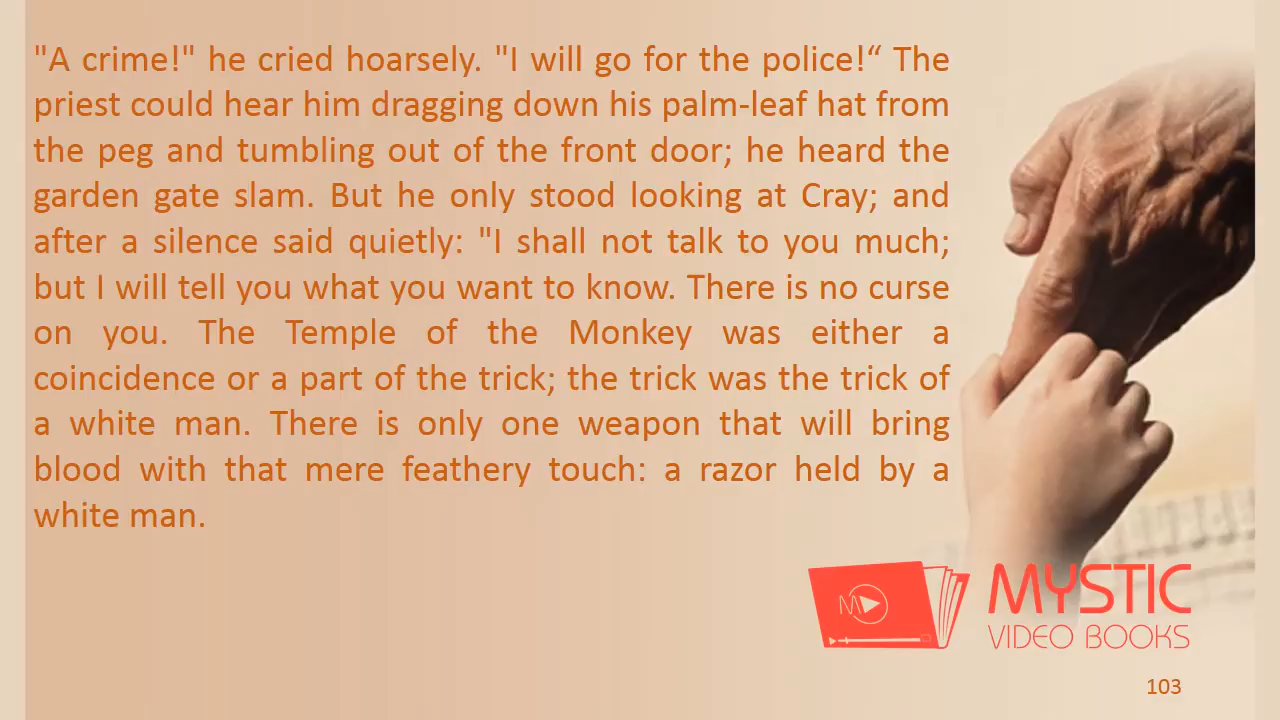 "A crime!" he cried hoarsely. "I will go for the police!“ The
priest could hear him dragging down his palm-leaf hat from
the peg and tumbling out of the front door; he heard the
garden gate slam. But he only stood looking at Cray; and
after a silence said quietly: "I shall not talk to you much;
but I will tell you what you want to know. There is no curse
on you. The Temple of the Monkey was either a
coincidence or a part of the trick; the trick was the trick of
a white man. There is only one weapon that will bring
blood with that mere feathery touch: a razor held by a
white man.
M
MYSTIC
VIDEO BOOKS
103